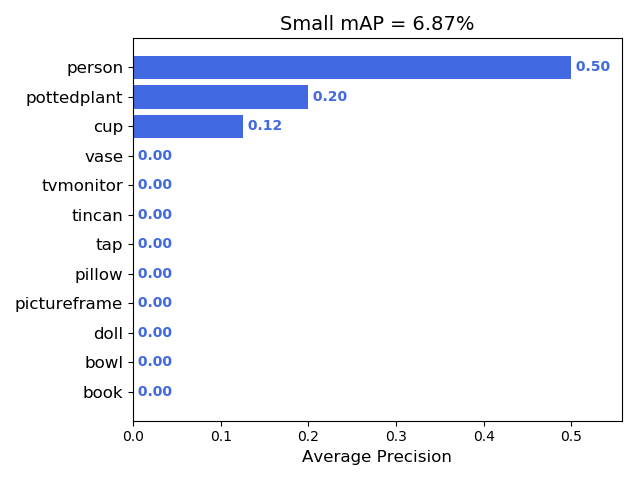 Small mAP = 6.87%
person 0.50
pottedplant 0.20
cup 0.12
vase 0.00
tvmonitor 0.00
tincan 0.00
tap 0.00
pillow 0.00
pictureframe 0.00
doll 0.00
bowl 0.00
book 0.00
0.0 0.1 0.2 0.3 0.4 0.5
Average Precision